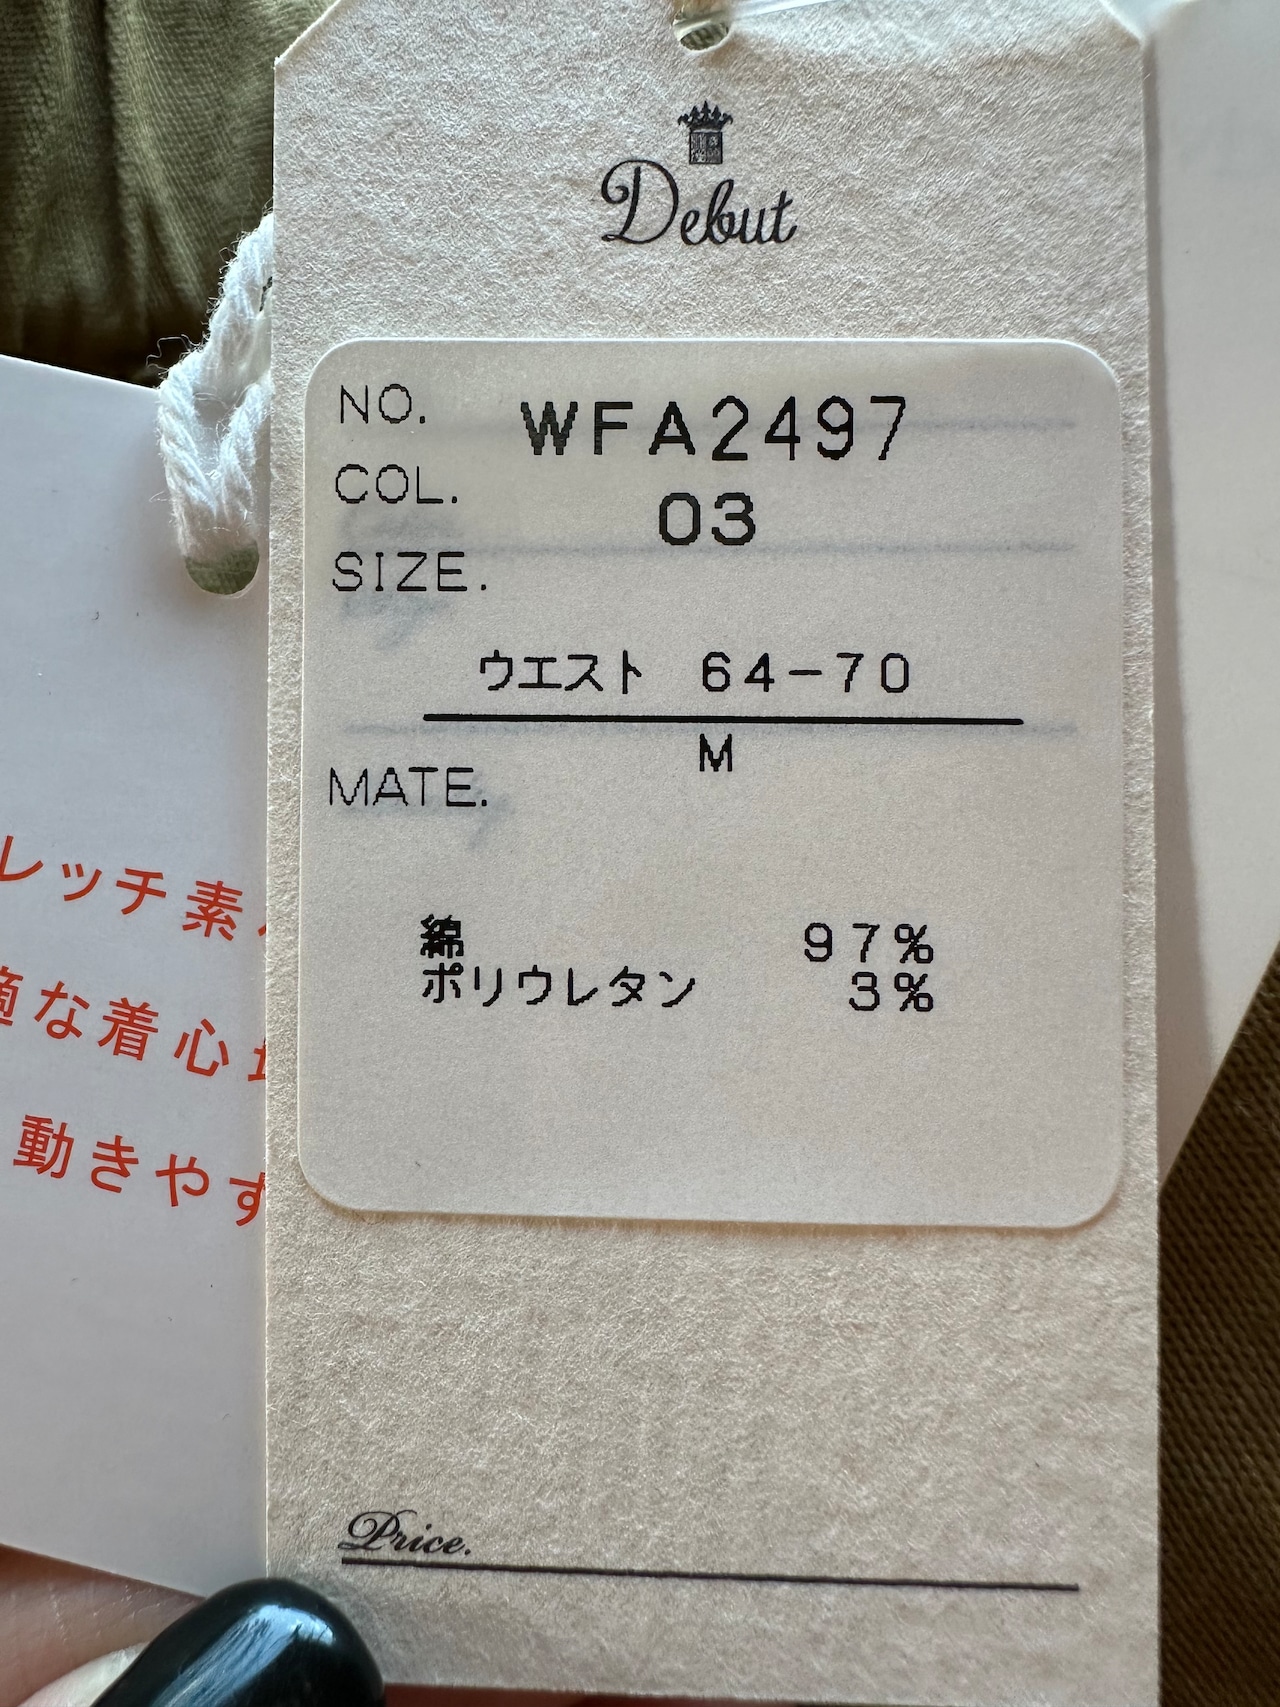 Debut
NO. WFA2497
COL. 03
SIZE.
ウエスト 64-70
M
MATE.
綿 97%
ポリウレタン 3%
Price.
レッチ素
適な着心
動きやす